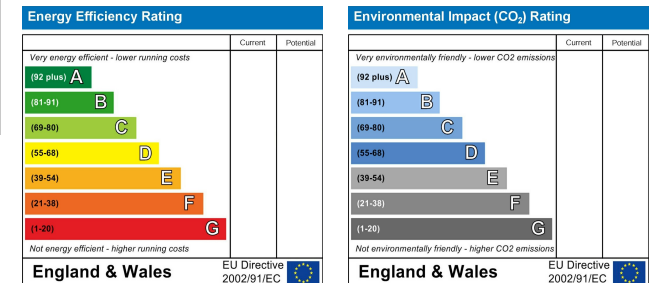 Energy Efficiency Rating
Current Potential
Very energy efficient - lower running costs
(92 plus) A
(81-91) B
(69-80) C
(55-68) D
(39-54) E
(21-38) F
(1-20) G
Not energy efficient - higher running costs
England & Wales
EU Directive
2002/91/EC
Environmental Impact (CO₂) Rating
Current Potential
Very environmentally friendly - lower CO2 emissions
(92 plus) A
(81-91) B
(69-80) C
(55-68) D
(39-54) E
(21-38) F
(1-20) G
Not environmentally friendly - higher CO2 emissions
England & Wales
EU Directive
2002/91/EC